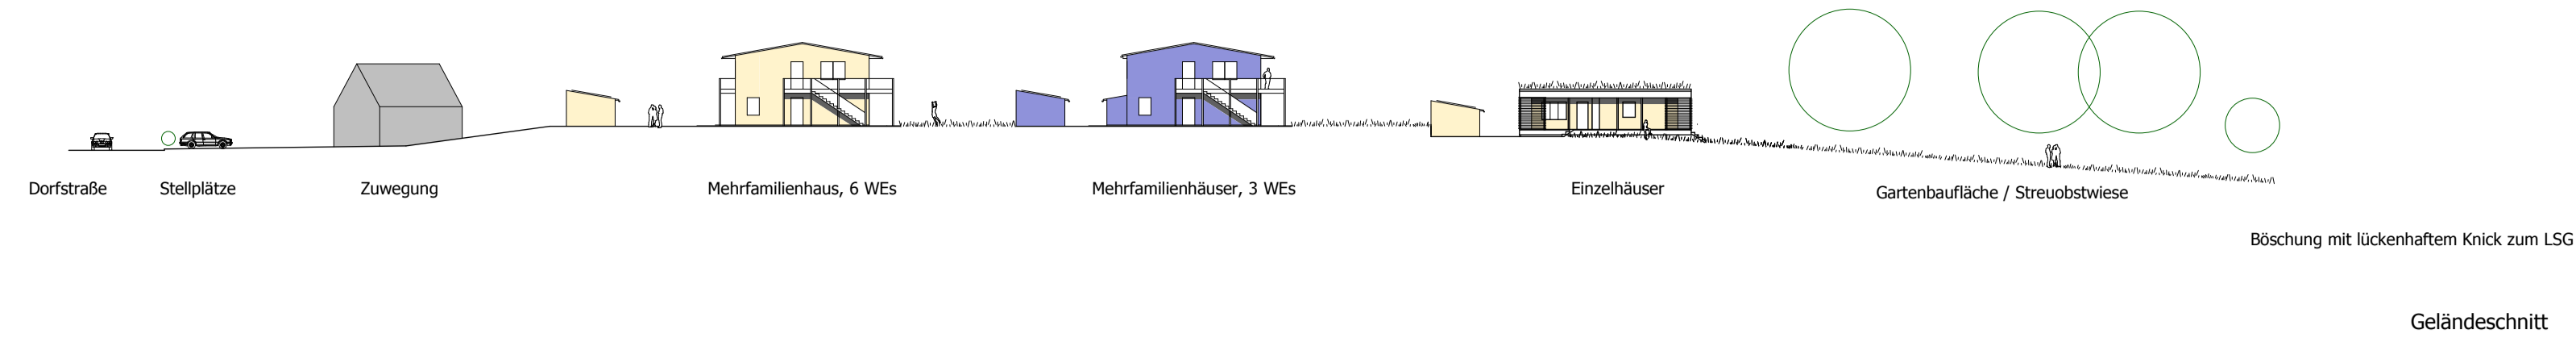 Dorfstraße
Stellplätze
Zuwegung
Mehrfamilienhaus, 6 WEs
Mehrfamilienhäuser, 3 WEs
Einzelhäuser
Gartenbaufläche / Streuobstwiese
Böschung mit lückenhaftem Knick zum LSG
Geländeschnitt